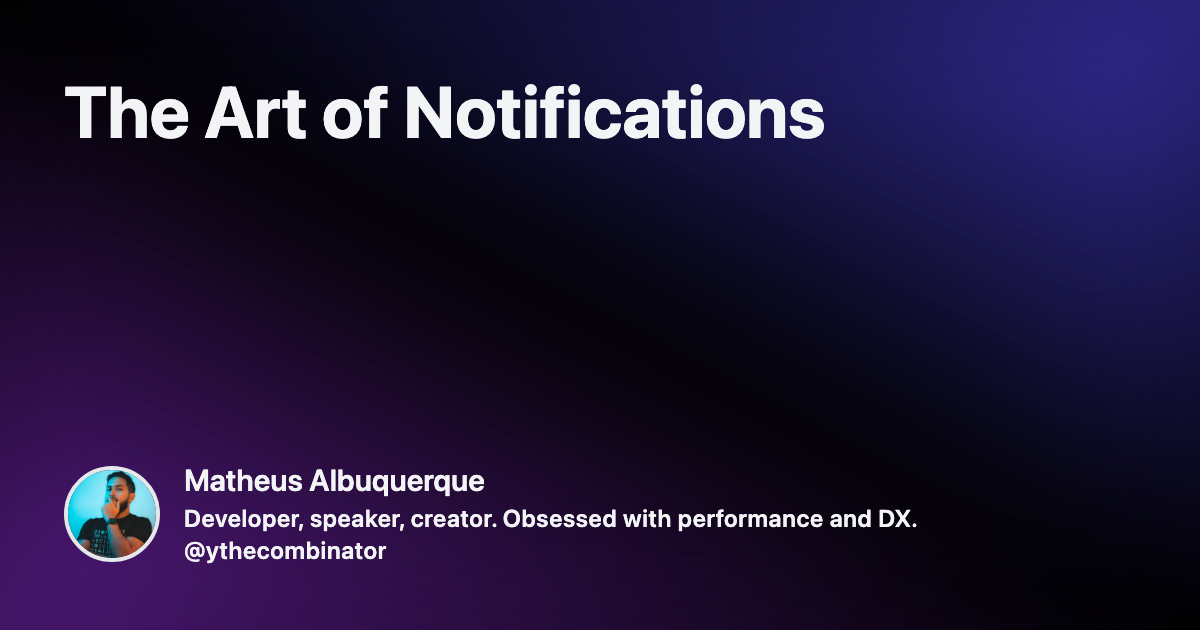 The Art of Notifications
Matheus Albuquerque
Developer, speaker, creator. Obsessed with performance and DX.
@ythecombinator